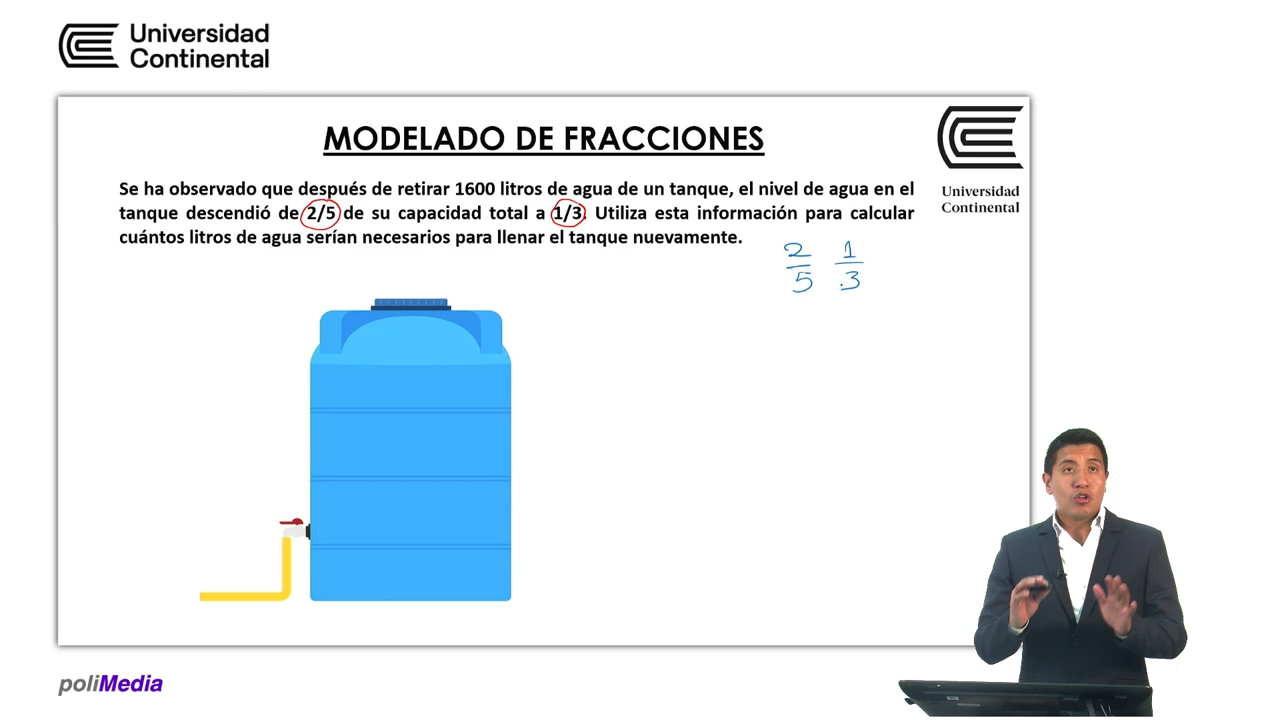 Universidad
Continental
MODELADO DE FRACCIONES
Universidad
Continental
Se ha observado que después de retirar 1600 litros de agua de un tanque, el nivel de agua en el
tanque descendió de 2/5 de su capacidad total a 1/3. Utiliza esta información para calcular
cuántos litros de agua serían necesarios para llenar el tanque nuevamente.
2/5 1/3
poliMedia